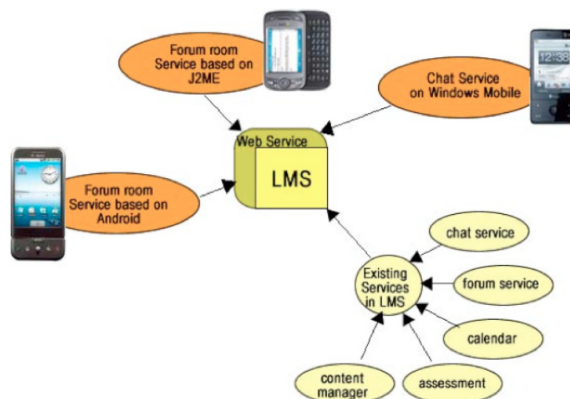 Forum room
Service based on
J2ME
Chat Service
on Windows Mobile
Web Service
LMS
Forum room
Service based on
Android
chat service
Existing
Services
in LMS
forum service
calendar
content
manager
assessment